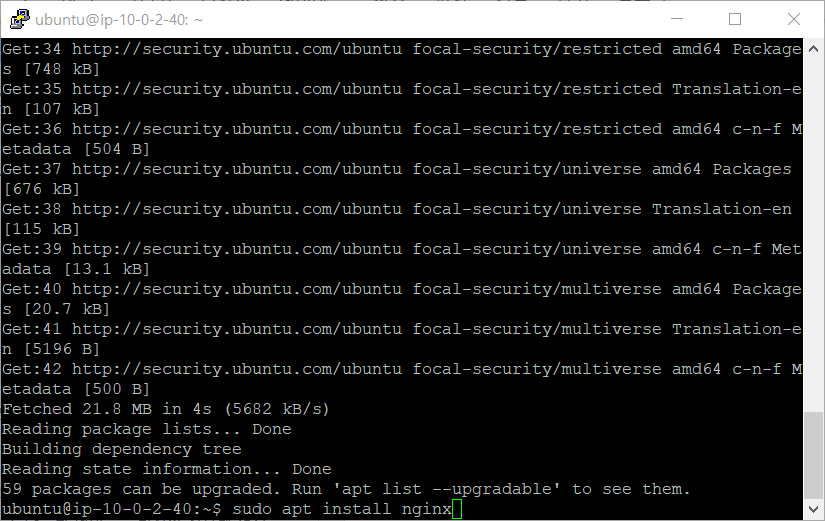 ubuntu@ip-10-0-2-40: ~
Get:34 http://security.ubuntu.com/ubuntu focal-security/restricted amd64 Package
s [748 kB]
Get:35 http://security.ubuntu.com/ubuntu focal-security/restricted Translation-e
n [107 kB]
Get:36 http://security.ubuntu.com/ubuntu focal-security/restricted amd64 c-n-f M
etadata [504 B]
Get:37 http://security.ubuntu.com/ubuntu focal-security/universe amd64 Packages
[676 kB]
Get:38 http://security.ubuntu.com/ubuntu focal-security/universe Translation-en
[115 kB]
Get:39 http://security.ubuntu.com/ubuntu focal-security/universe amd64 c-n-f Met
adata [13.1 kB]
Get:40 http://security.ubuntu.com/ubuntu focal-security/multiverse amd64 Package
s [20.7 kB]
Get:41 http://security.ubuntu.com/ubuntu focal-security/multiverse Translation-e
n [5196 B]
Get:42 http://security.ubuntu.com/ubuntu focal-security/multiverse amd64 c-n-f M
etadata [500 B]
Fetched 21.8 MB in 4s (5682 kB/s)
Reading package lists... Done
Building dependency tree
Reading state information... Done
59 packages can be upgraded. Run 'apt list --upgradable' to see them.
ubuntu@ip-10-0-2-40:~$ sudo apt install nginx